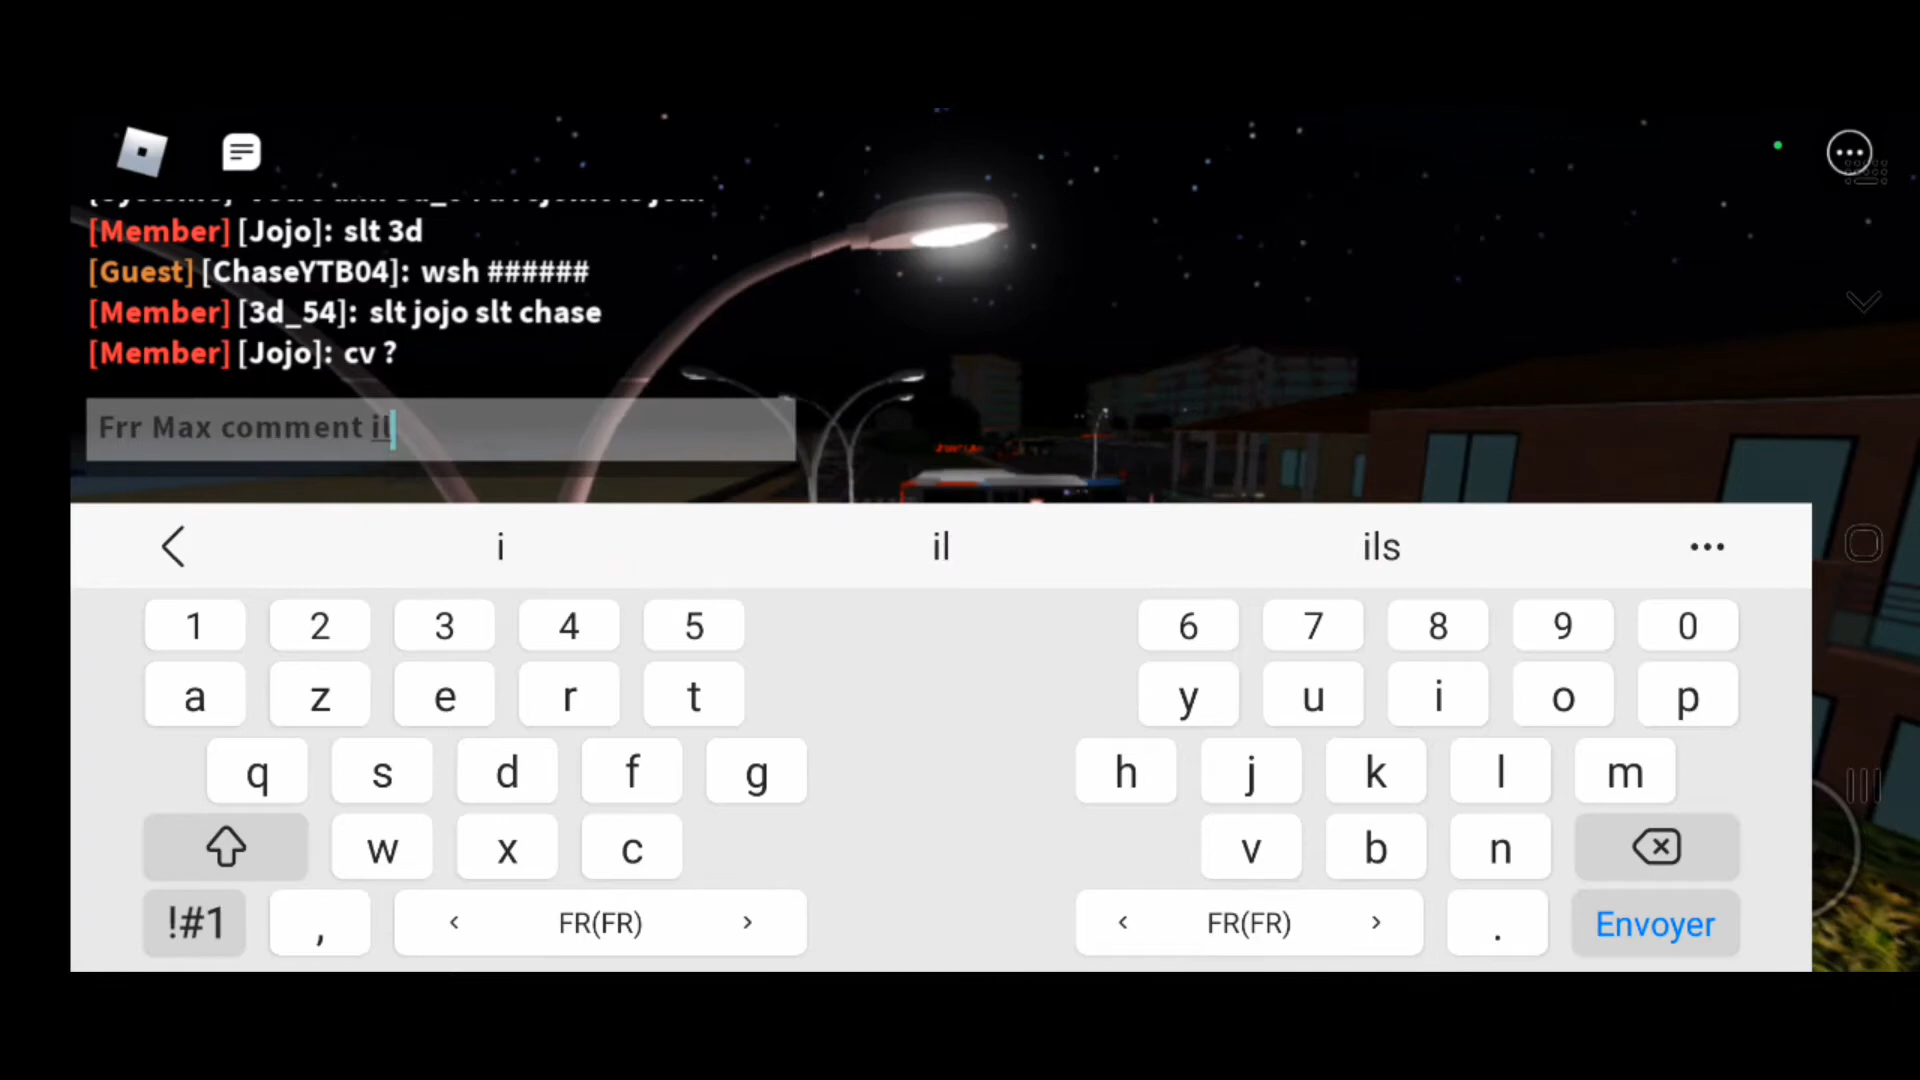 [Member] [Jojo]: slt 3d
[Guest] [ChaseYTB04]: wsh ######
[Member] [3d_54]: slt jojo slt chase
[Member] [Jojo]: cv ?
Frr Max comment il
i il ils
1 2 3 4 5 6 7 8 9 0
a z e r t y u i o p
q s d f g h j k l m
w x c v b n
!#1 , < FR(FR) > < FR(FR) > . Envoyer